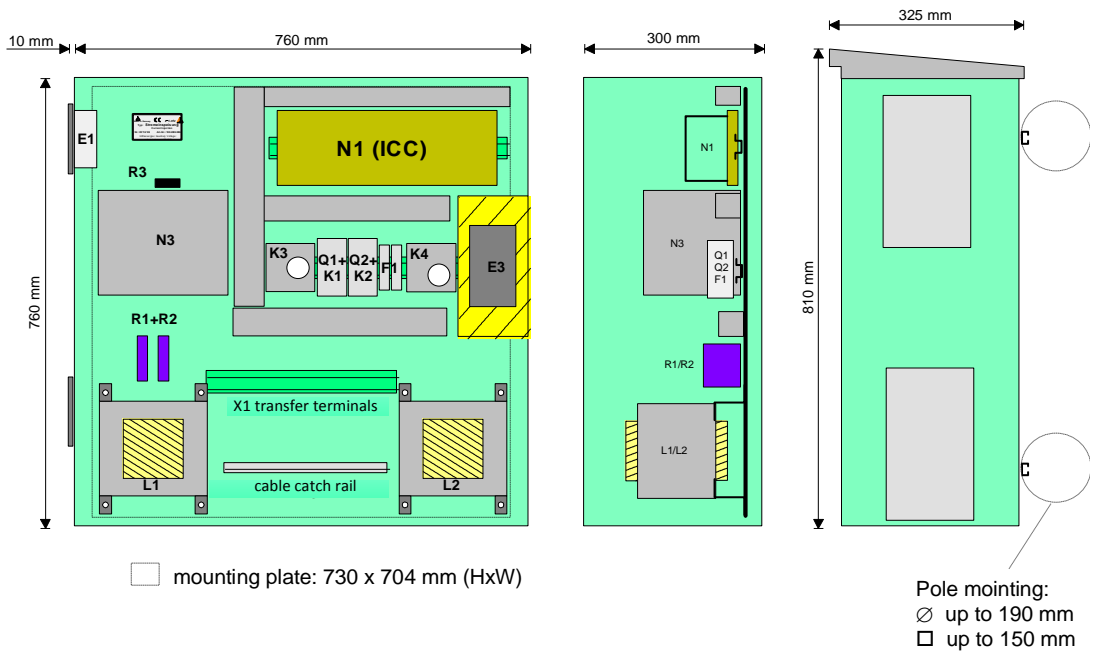 10 mm
760 mm
300 mm
325 mm
760 mm
810 mm
E1
R3
N1 (ICC)
N3
K3
Q1+
K1
Q2+
K2
F1
K4
E3
R1+R2
X1 transfer terminals
cable catch rail
L1
L2
N1
N3
Q1
Q2
F1
R1/R2
L1/L2
mounting plate: 730 x 704 mm (HxW)
Pole mointing:
∅ up to 190 mm
up to 150 mm